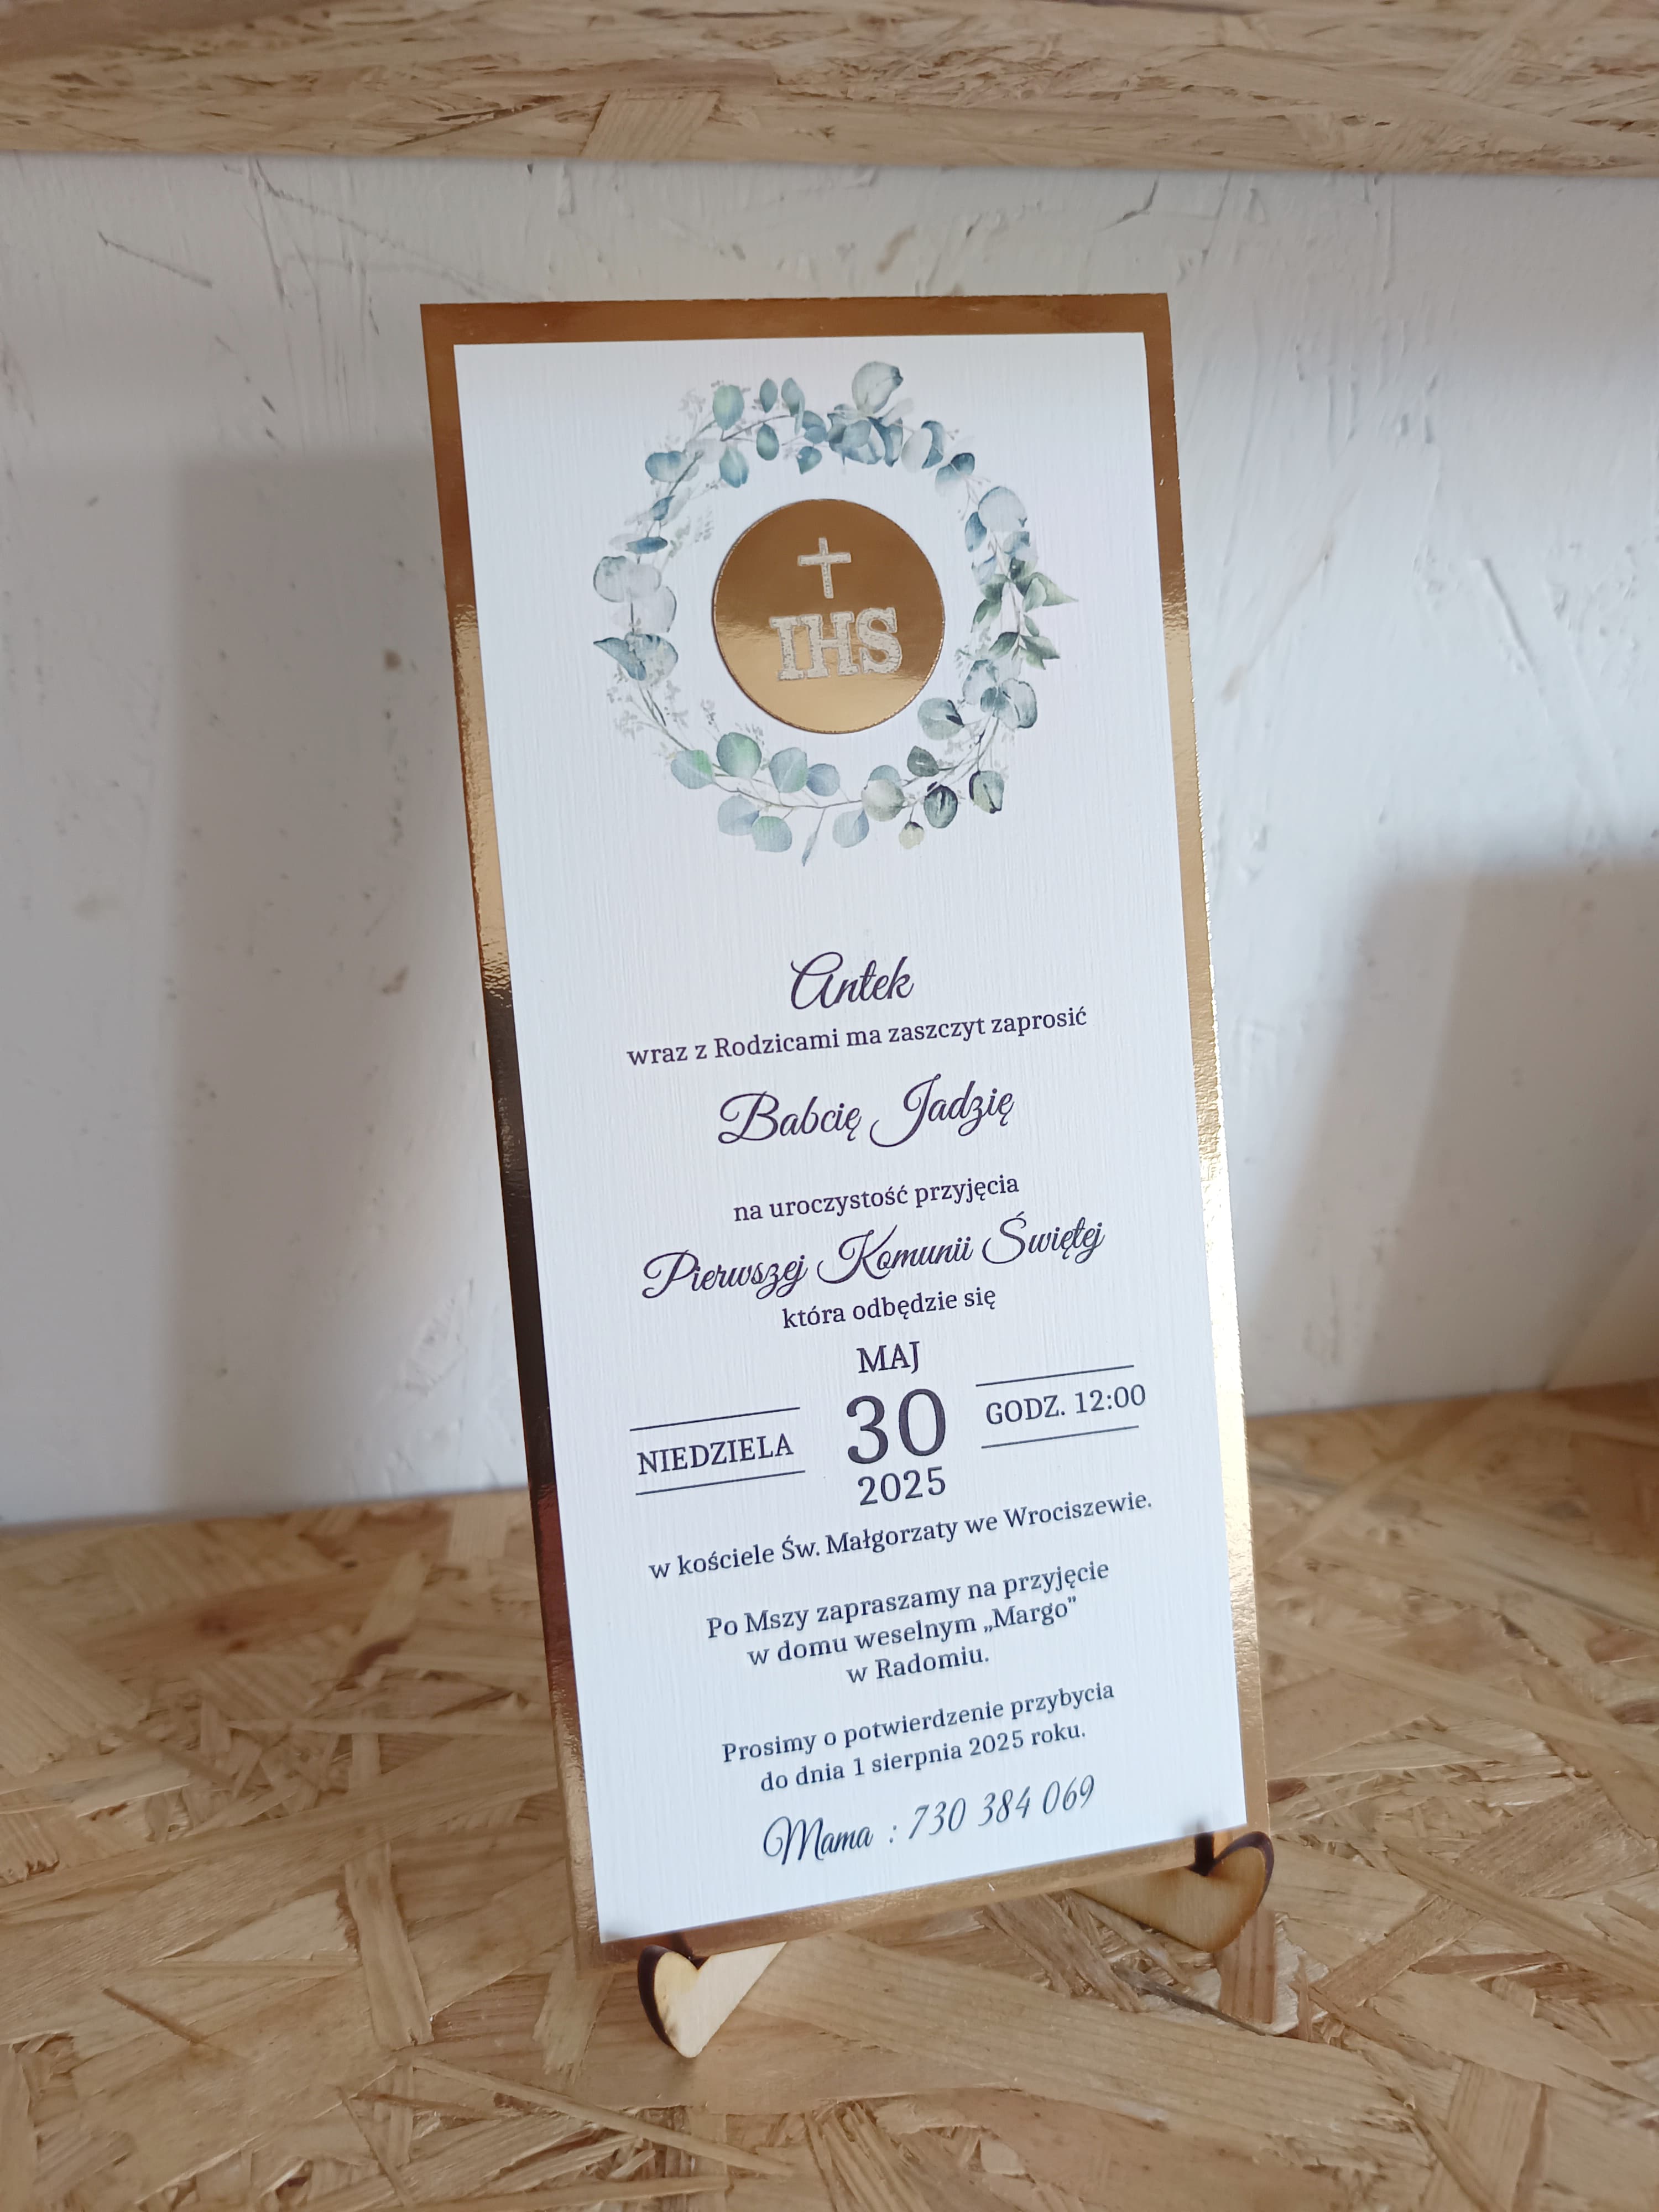 IHS
Antek
wraz z Rodzicami ma zaszczyt zaprosić
Babcię Jadzię
na uroczystość przyjęcia
Pierwszej Komunii Świętej
która odbędzie się
MAJ
NIEDZIELA 30 GODZ. 12:00
2025
w kościele Św. Małgorzaty we Wrociszewie.
Po Mszy zapraszamy na przyjęcie
w domu weselnym „Margo"
w Radomiu.
Prosimy o potwierdzenie przybycia
do dnia 1 sierpnia 2025 roku.
Mama : 730 384 069